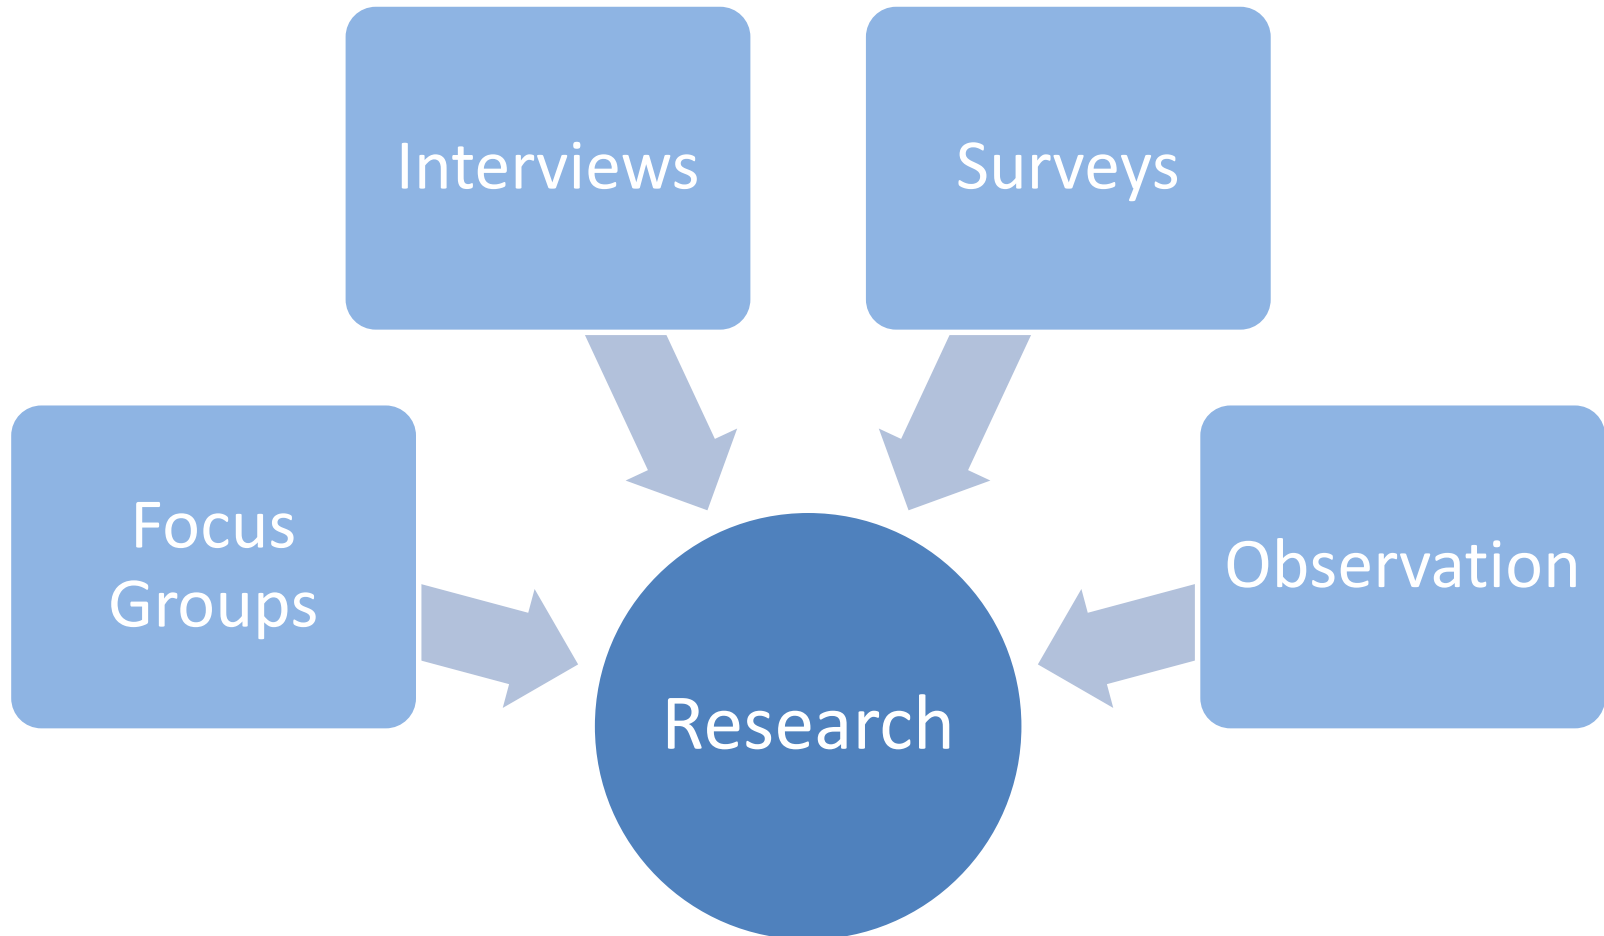 Interviews
Surveys
Focus
Groups
Observation
Research